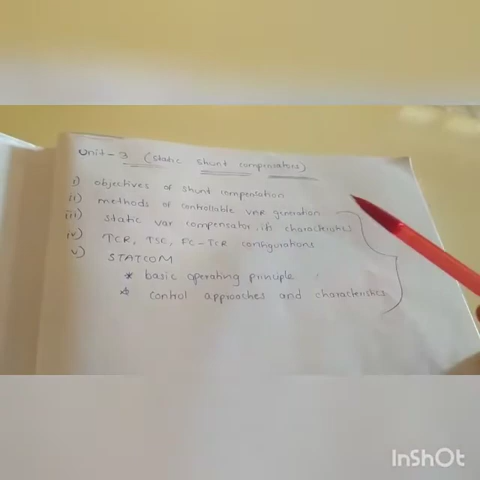 Unit-3 (static shunt compensators)
i) objectives of shunt compensation
ii) methods of controllable VAR generation
iii) static var compensator, its characteristics
iv) TCR, TSC, FC-TCR configurations
v) STATCOM
* basic operating principle
* control approaches and characteristics
InShOt